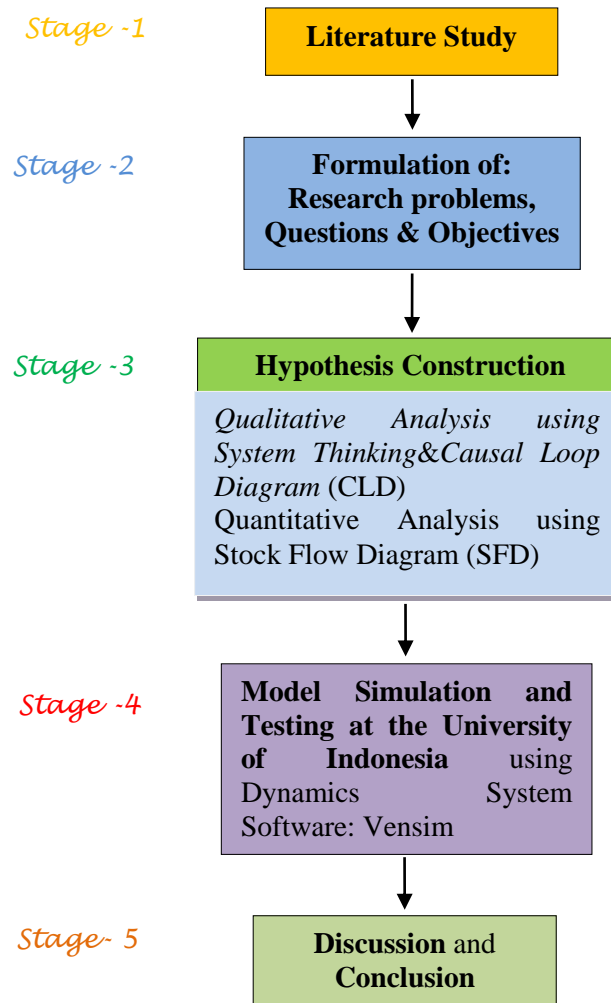 Stage -1
Literature Study
Stage -2
Formulation of:
Research problems,
Questions & Objectives
Stage -3
Hypothesis Construction
Qualitative Analysis using
System Thinking&Causal Loop
Diagram (CLD)
Quantitative Analysis using
Stock Flow Diagram (SFD)
Stage -4
Model Simulation and
Testing at the University
of Indonesia using
Dynamics System
Software: Vensim
Stage- 5
Discussion and
Conclusion